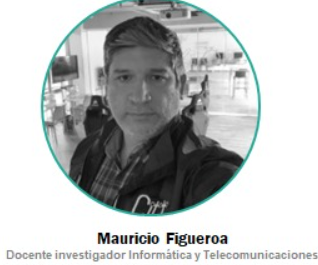 Mauricio Figueroa
Docente investigador Informática y Telecomunicaciones